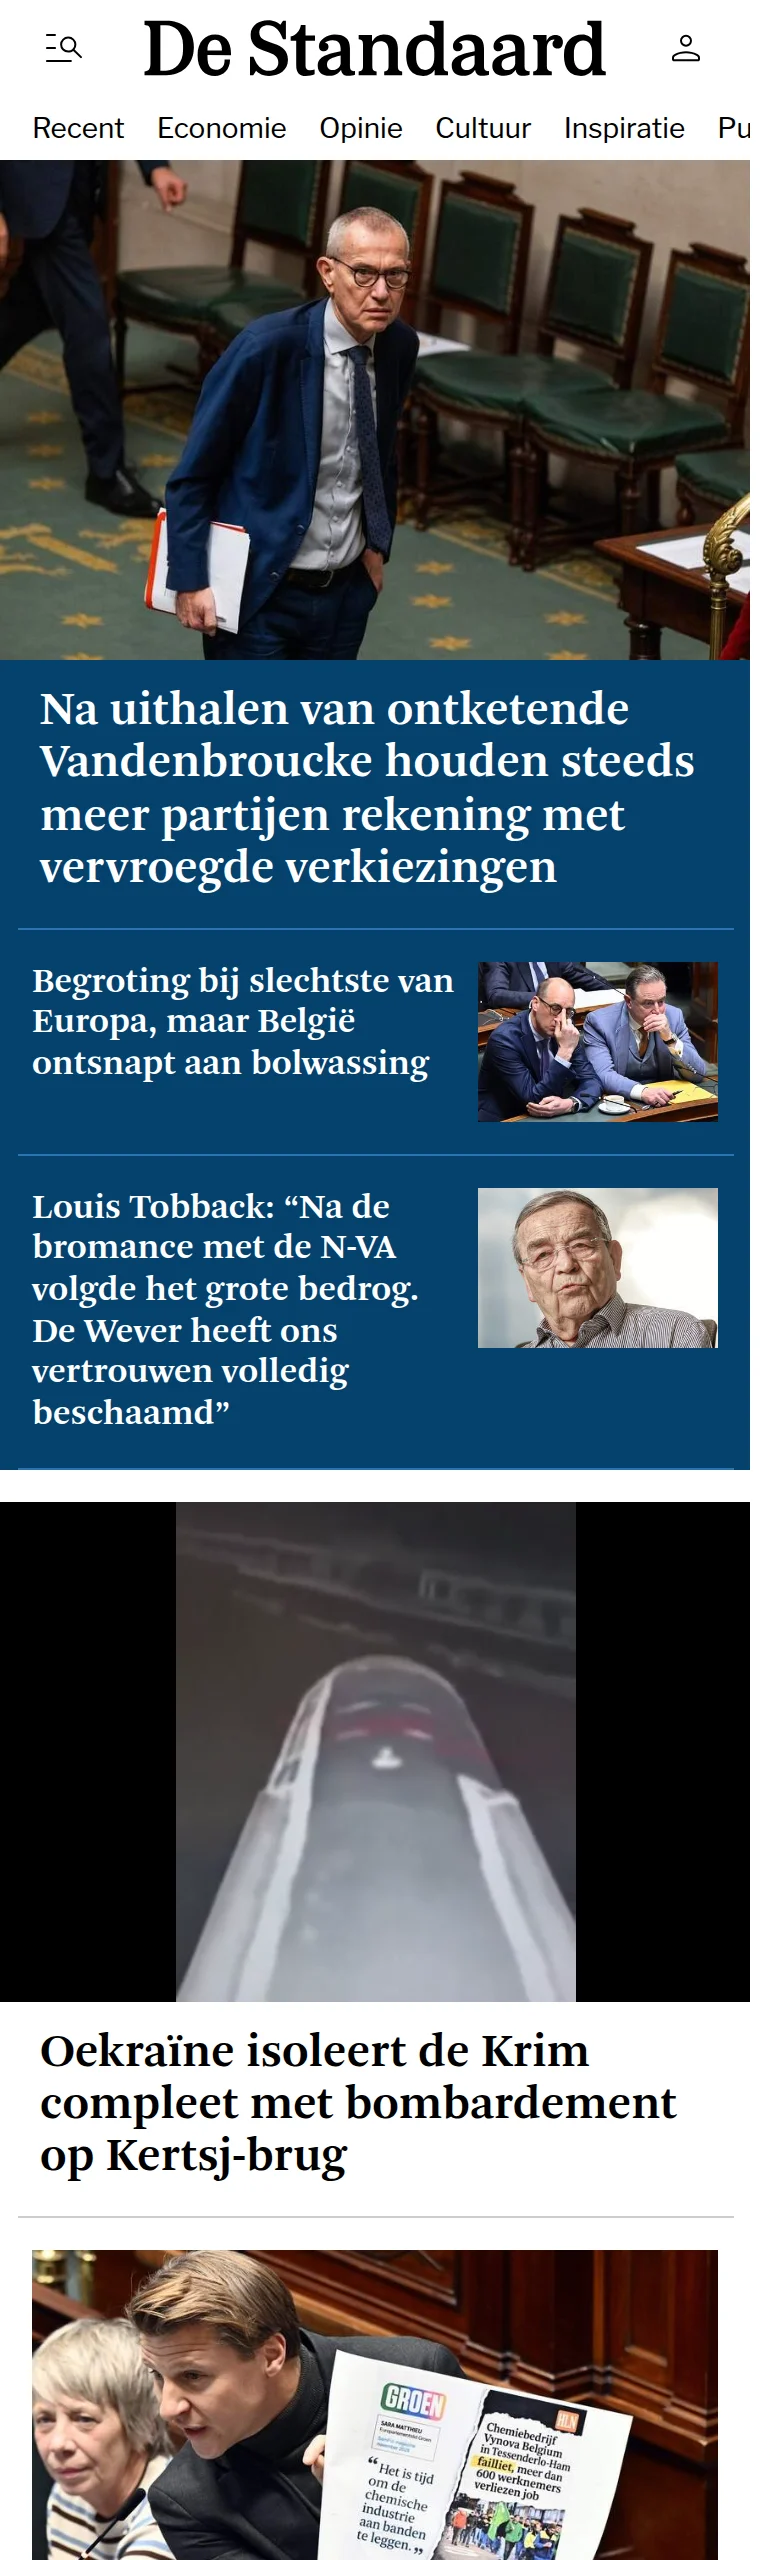 De Standaard
Recent Economie Opinie Cultuur Inspiratie Pu
Na uithalen van ontketende
Vandenbroucke houden steeds
meer partijen rekening met
vervroegde verkiezingen
Begroting bij slechtste van
Europa, maar België
ontsnapt aan bolwassing
Louis Tobback: “Na de
bromance met de N-VA
volgde het grote bedrog.
De Wever heeft ons
vertrouwen volledig
beschaamd”
Oekraïne isoleert de Krim
compleet met bombardement
op Kertsj-brug
GROEN
SARA MATTHIEU
Europarlementslid Groen
“Het is tijd
om de
chemische
industrie
aan banden
te leggen.”
HLN
Chemiebedrijf
Vynova Belgium
in Tessenderlo-Ham
failliet, meer dan
600 werknemers
verliezen job